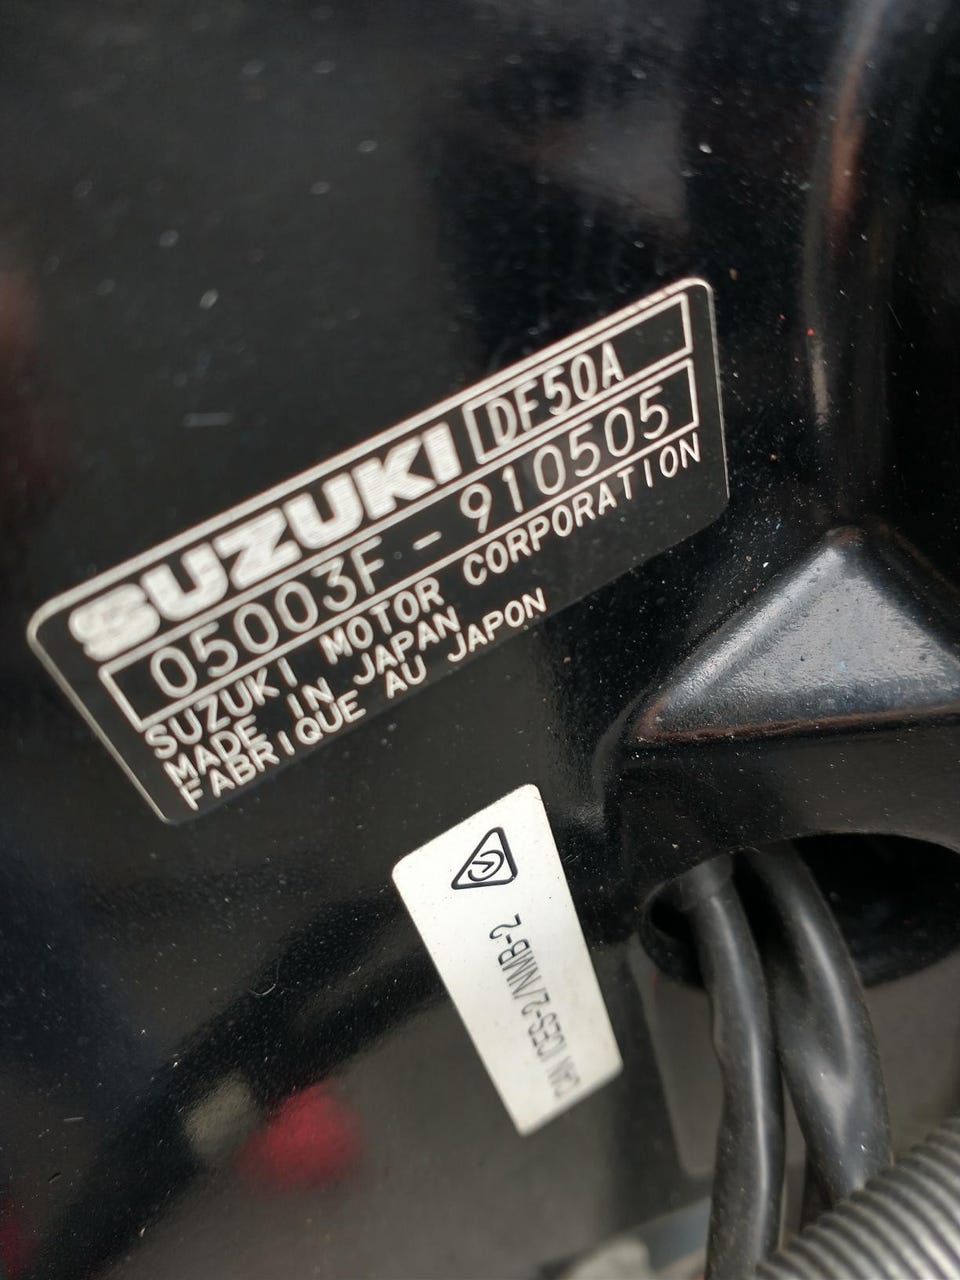 SUZUKI DF50A
05003F-910505
SUZUKI MOTOR CORPORATION
MADE IN JAPAN
FABRIQUE AU JAPON
CAN ICES-2/NMB-2